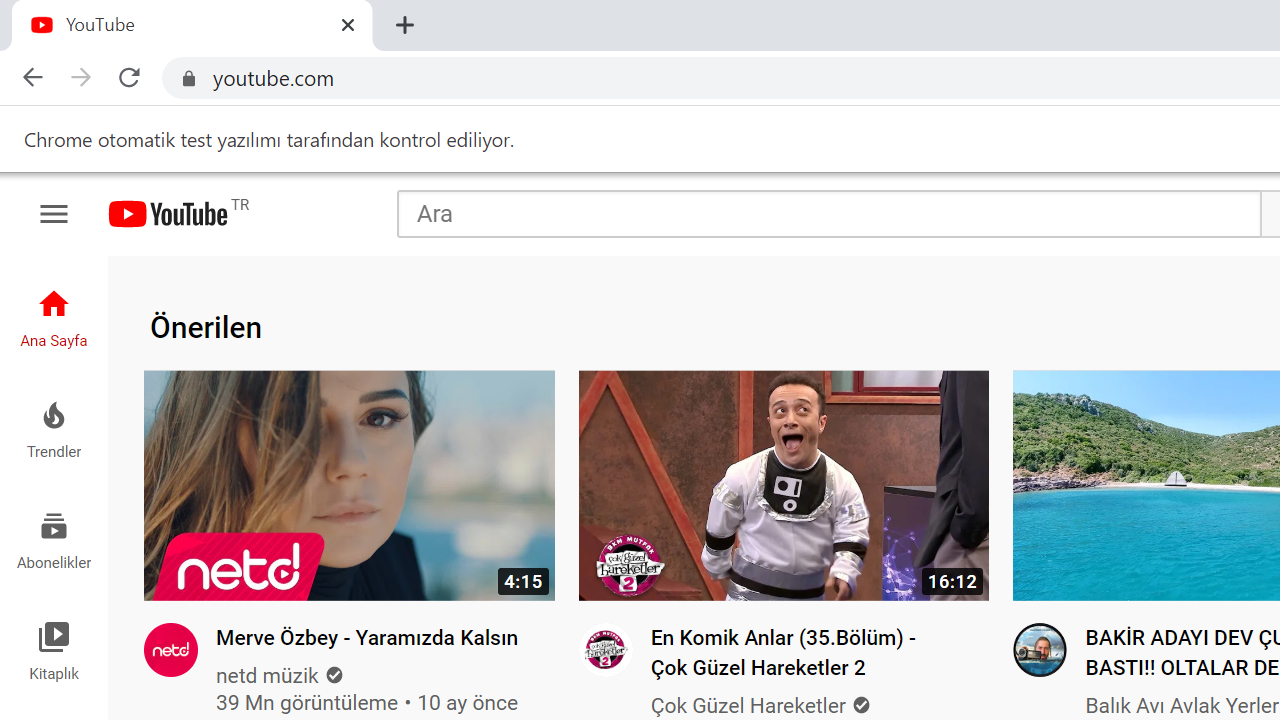 YouTube
youtube.com
Chrome otomatik test yazılımı tarafından kontrol ediliyor.
YouTube TR
Ara
Ana Sayfa
Trendler
Abonelikler
Kitaplık
Önerilen
netd
4:15
netd
Merve Özbey - Yaramızda Kalsın
netd müzik
39 Mn görüntüleme • 10 ay önce
BKM MUTFAK
Çok Güzel
Hareketler
2
16:12
En Komik Anlar (35.Bölüm) -
Çok Güzel Hareketler 2
Çok Güzel Hareketler
BAKİR ADAYI DEV ÇU
BASTI!! OLTALAR DE
Balık Avı Avlak Yerler